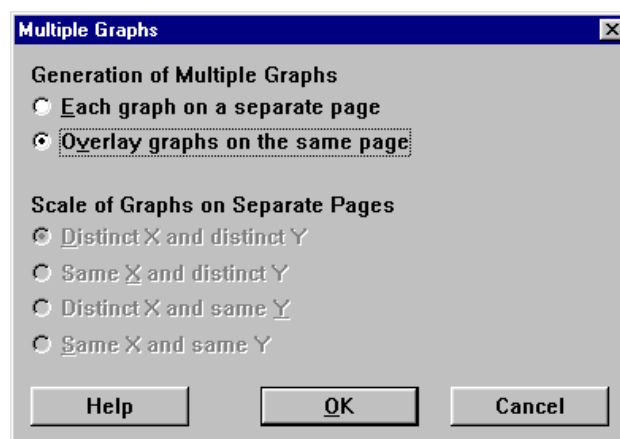 Multiple Graphs
Generation of Multiple Graphs
Each graph on a separate page
Overlay graphs on the same page
Scale of Graphs on Separate Pages
Distinct X and distinct Y
Same X and distinct Y
Distinct X and same Y
Same X and same Y
Help OK Cancel